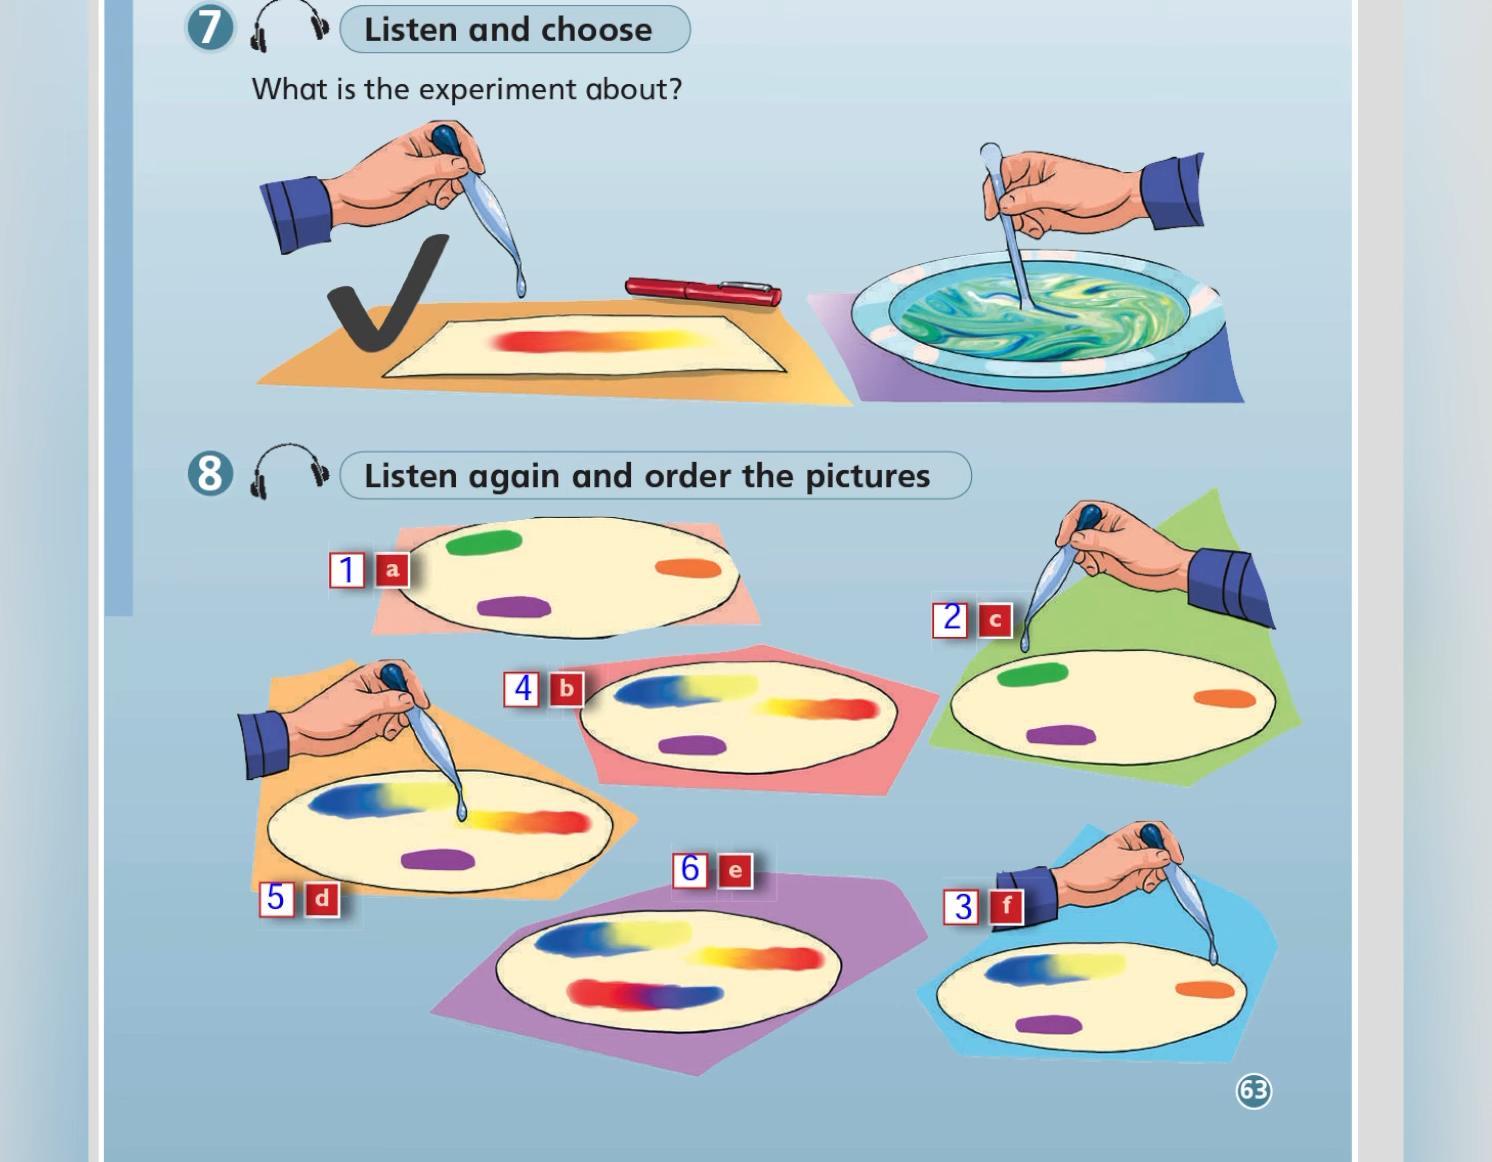 7 Listen and choose
What is the experiment about?
8 Listen again and order the pictures
1 a
2 c
4 b
5 d
6 e
3 f
63